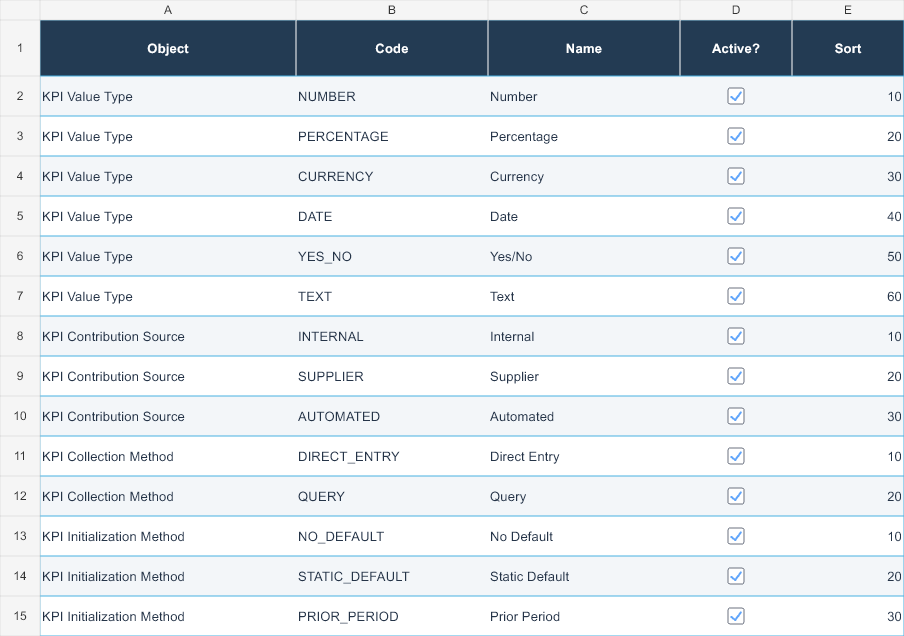 A B C D E
1 Object Code Name Active? Sort
2 KPI Value Type NUMBER Number 10
3 KPI Value Type PERCENTAGE Percentage 20
4 KPI Value Type CURRENCY Currency 30
5 KPI Value Type DATE Date 40
6 KPI Value Type YES_NO Yes/No 50
7 KPI Value Type TEXT Text 60
8 KPI Contribution Source INTERNAL Internal 10
9 KPI Contribution Source SUPPLIER Supplier 20
10 KPI Contribution Source AUTOMATED Automated 30
11 KPI Collection Method DIRECT_ENTRY Direct Entry 10
12 KPI Collection Method QUERY Query 20
13 KPI Initialization Method NO_DEFAULT No Default 10
14 KPI Initialization Method STATIC_DEFAULT Static Default 20
15 KPI Initialization Method PRIOR_PERIOD Prior Period 30